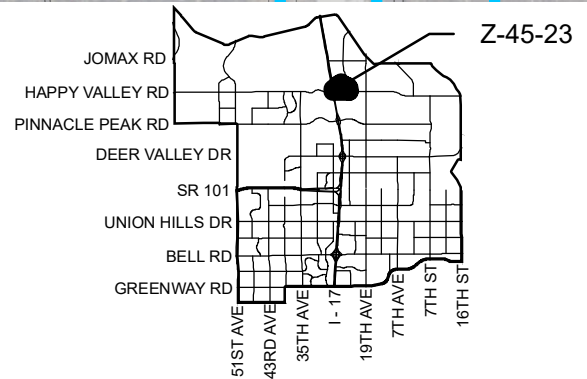 Z-45-23
JOMAX RD
HAPPY VALLEY RD
PINNACLE PEAK RD
DEER VALLEY DR
SR 101
UNION HILLS DR
BELL RD
GREENWAY RD
51ST AVE
43RD AVE
35TH AVE
I - 17
19TH AVE
7TH AVE
7TH ST
16TH ST